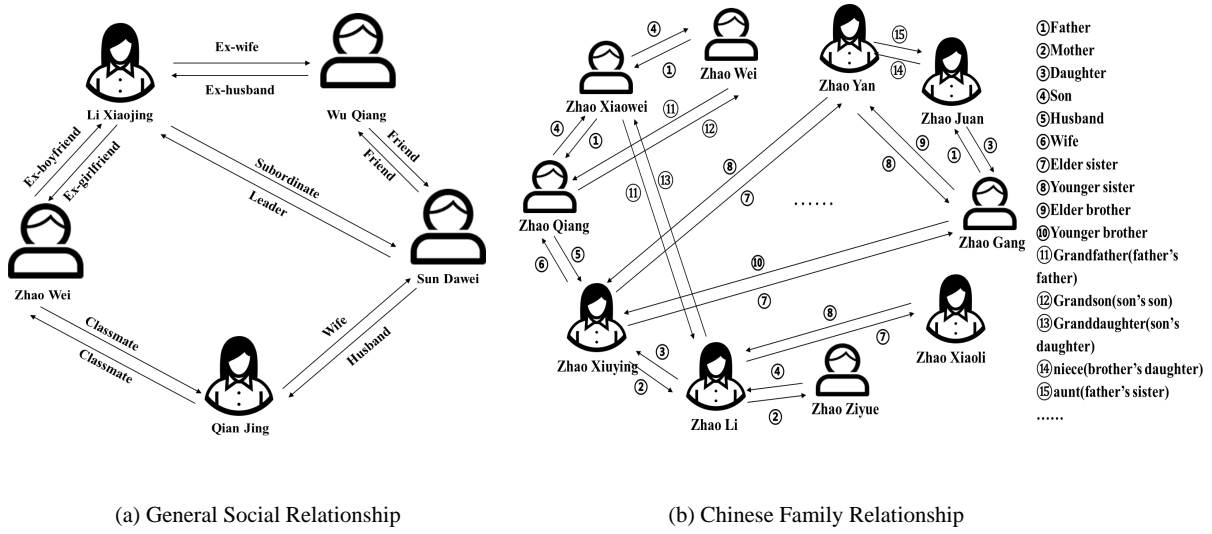 Ex-wife
Ex-husband
Li Xiaojing
Wu Qiang
Ex-boyfriend
Ex-girlfriend
Friend
Friend
Subordinate
Leader
Zhao Wei
Sun Dawei
Classmate
Classmate
Wife
Husband
Qian Jing
(a) General Social Relationship
④
①
Zhao Wei
Zhao Xiaowei
⑪
⑫
④
①
⑪
⑬
Zhao Qiang
⑥
⑤
Zhao Xiuying
③
②
Zhao Li
④
②
Zhao Ziyue
⑧
⑦
Zhao Xiaoli
⑩
⑦
⑧
⑦
Zhao Yan
⑮
⑭
Zhao Juan
⑨
⑧
①
③
Zhao Gang
......
①Father
②Mother
③Daughter
④Son
⑤Husband
⑥Wife
⑦Elder sister
⑧Younger sister
⑨Elder brother
⑩Younger brother
⑪Grandfather(father's
father)
⑫Grandson(son's son)
⑬Granddaughter(son's
daughter)
⑭niece(brother's daughter)
⑮aunt(father's sister)
......
(b) Chinese Family Relationship